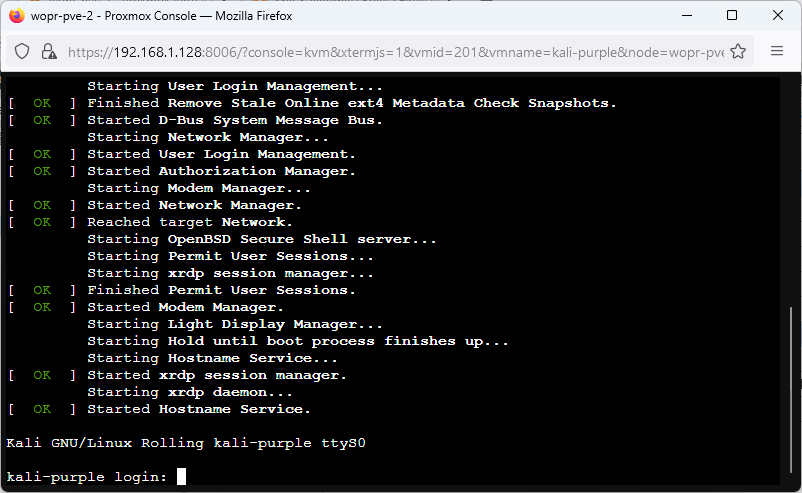 wopr-pve-2 - Proxmox Console — Mozilla Firefox
https://192.168.1.128:8006/?console=kvm&xtermjs=1&vmid=201&vmname=kali-purple&node=wopr-pve
Starting User Login Management...
[ OK ] Finished Remove Stale Online ext4 Metadata Check Snapshots.
[ OK ] Started D-Bus System Message Bus.
Starting Network Manager...
[ OK ] Started User Login Management.
[ OK ] Started Authorization Manager.
Starting Modem Manager...
[ OK ] Started Network Manager.
[ OK ] Reached target Network.
Starting OpenBSD Secure Shell server...
Starting Permit User Sessions...
Starting xrdp session manager...
[ OK ] Finished Permit User Sessions.
[ OK ] Started Modem Manager.
Starting Light Display Manager...
Starting Hold until boot process finishes up...
Starting Hostname Service...
[ OK ] Started xrdp session manager.
Starting xrdp daemon...
[ OK ] Started Hostname Service.
Kali GNU/Linux Rolling kali-purple ttyS0
kali-purple login: